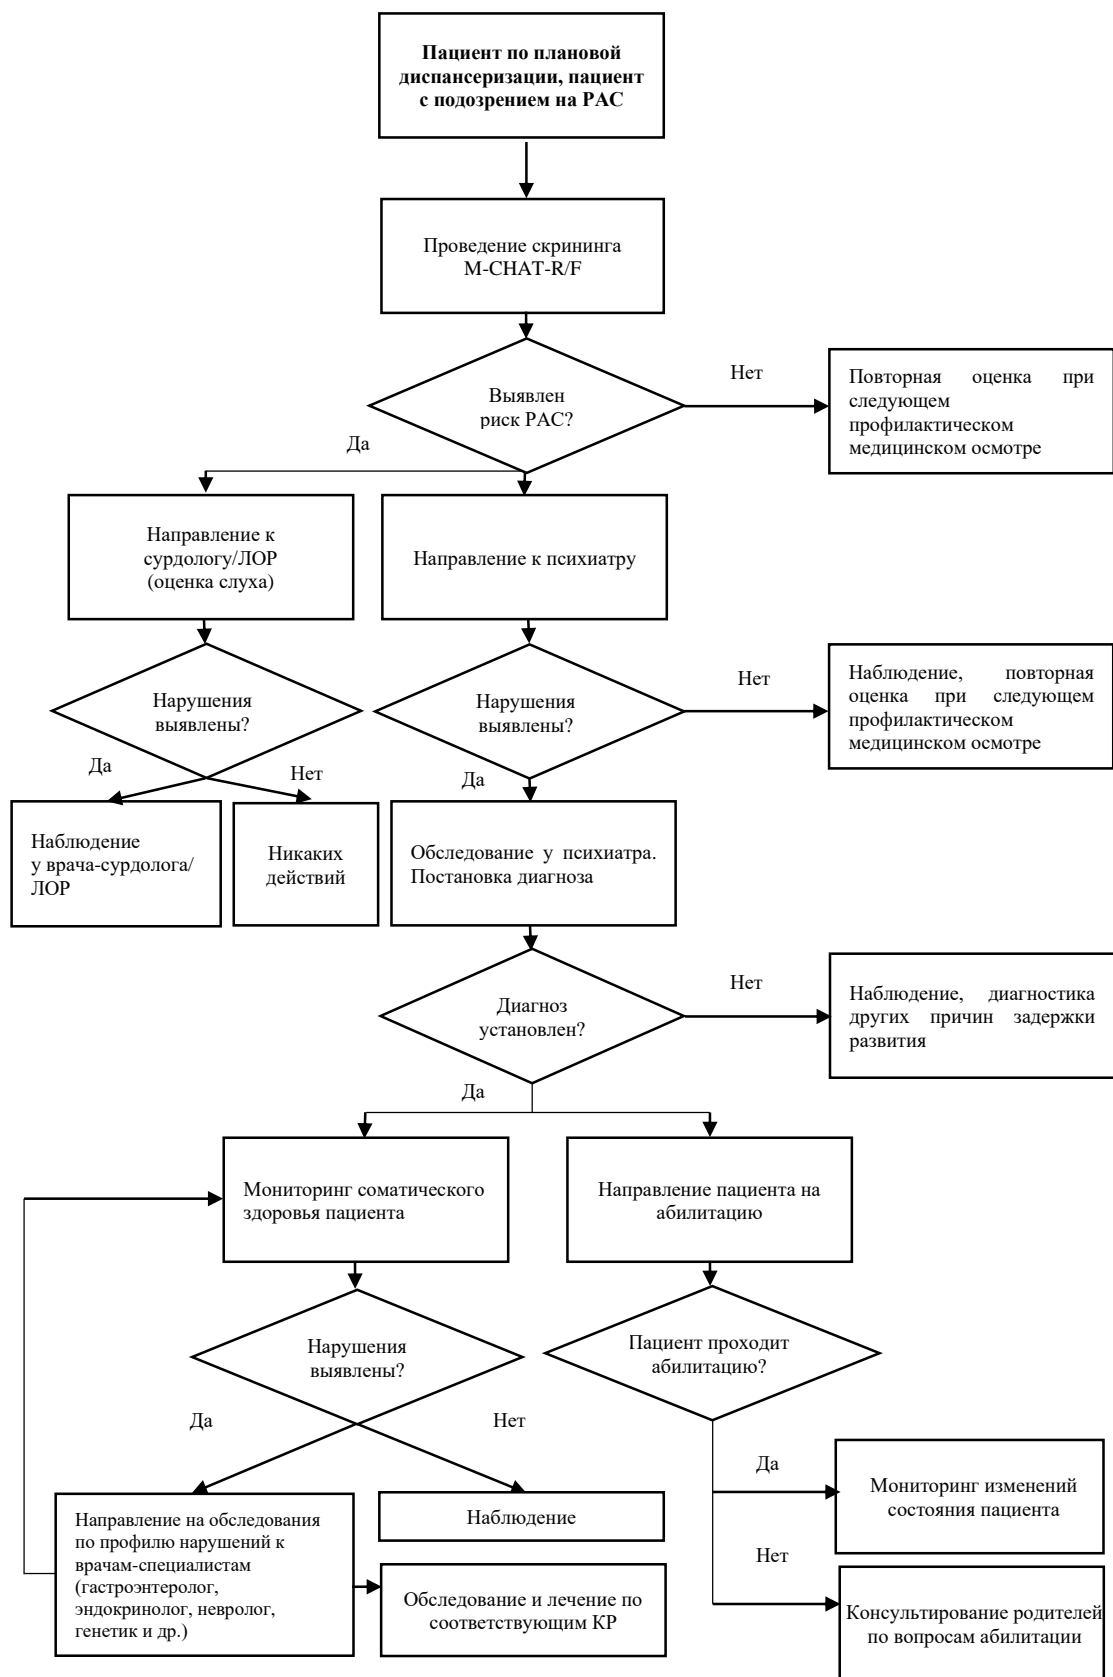 Пациент по плановой
диспансеризации, пациент
с подозрением на РАС
Проведение скрининга
M-CHAT-R/F
Выявлен
риск РАС?
Нет
Повторная оценка при
следующем
профилактическом
медицинском осмотре
Да
Направление к
сурдологу/ЛОР
(оценка слуха)
Направление к психиатру
Нарушения
выявлены?
Нарушения
выявлены?
Нет
Наблюдение, повторная
оценка при следующем
профилактическом
медицинском осмотре
Да
Нет
Да
Наблюдение
у врача-сурдолога/
ЛОР
Никаких
действий
Обследование у психиатра.
Постановка диагноза
Диагноз
установлен?
Нет
Наблюдение, диагностика
других причин задержки
развития
Да
Мониторинг соматического
здоровья пациента
Направление пациента на
абилитацию
Нарушения
выявлены?
Пациент проходит
абилитацию?
Да
Нет
Да
Мониторинг изменений
состояния пациента
Направление на обследования
по профилю нарушений к
врачам-специалистам
(гастроэнтеролог,
эндокринолог, невролог,
генетик и др.)
Наблюдение
Нет
Обследование и лечение по
соответствующим КР
Консультирование родителей
по вопросам абилитации